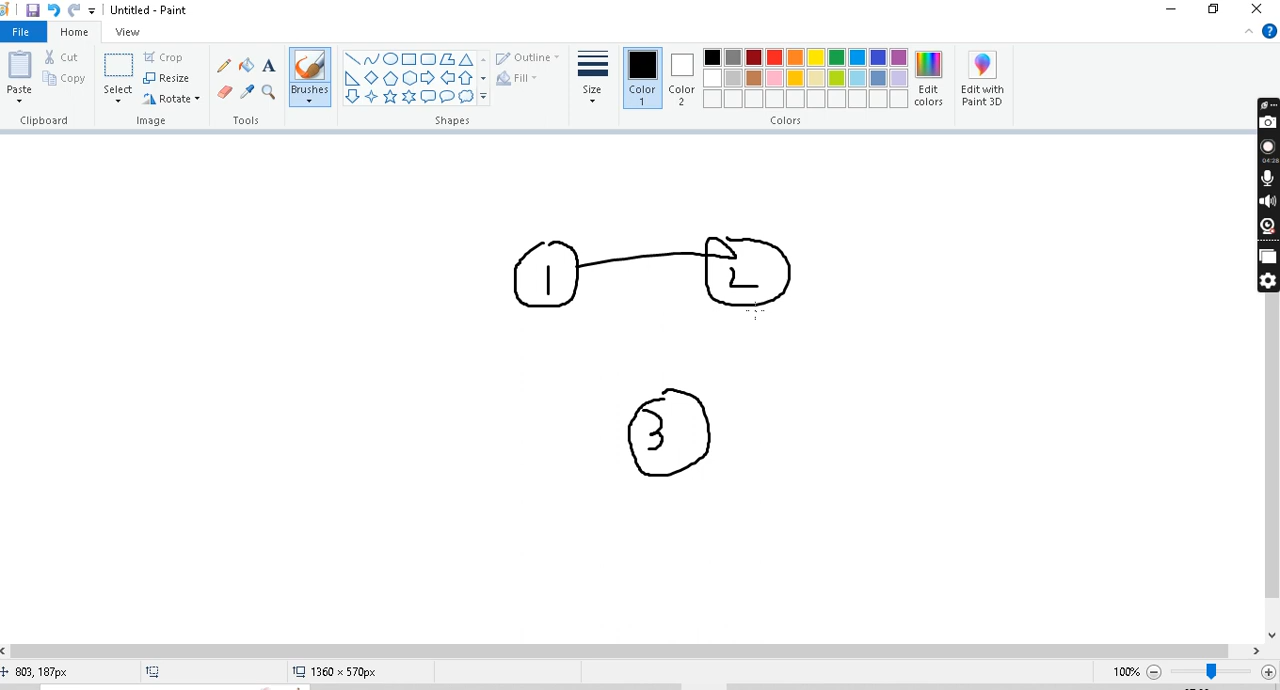 Untitled - Paint
File
Home
View
Paste
Cut
Copy
Clipboard
Select
Crop
Resize
Rotate
Image
Tools
Brushes
Outline
Fill
Shapes
Size
Color
1
Color
2
Colors
Edit
colors
Edit with
Paint 3D
04:28
1
2
3
803, 187px
1360 × 570px
100%